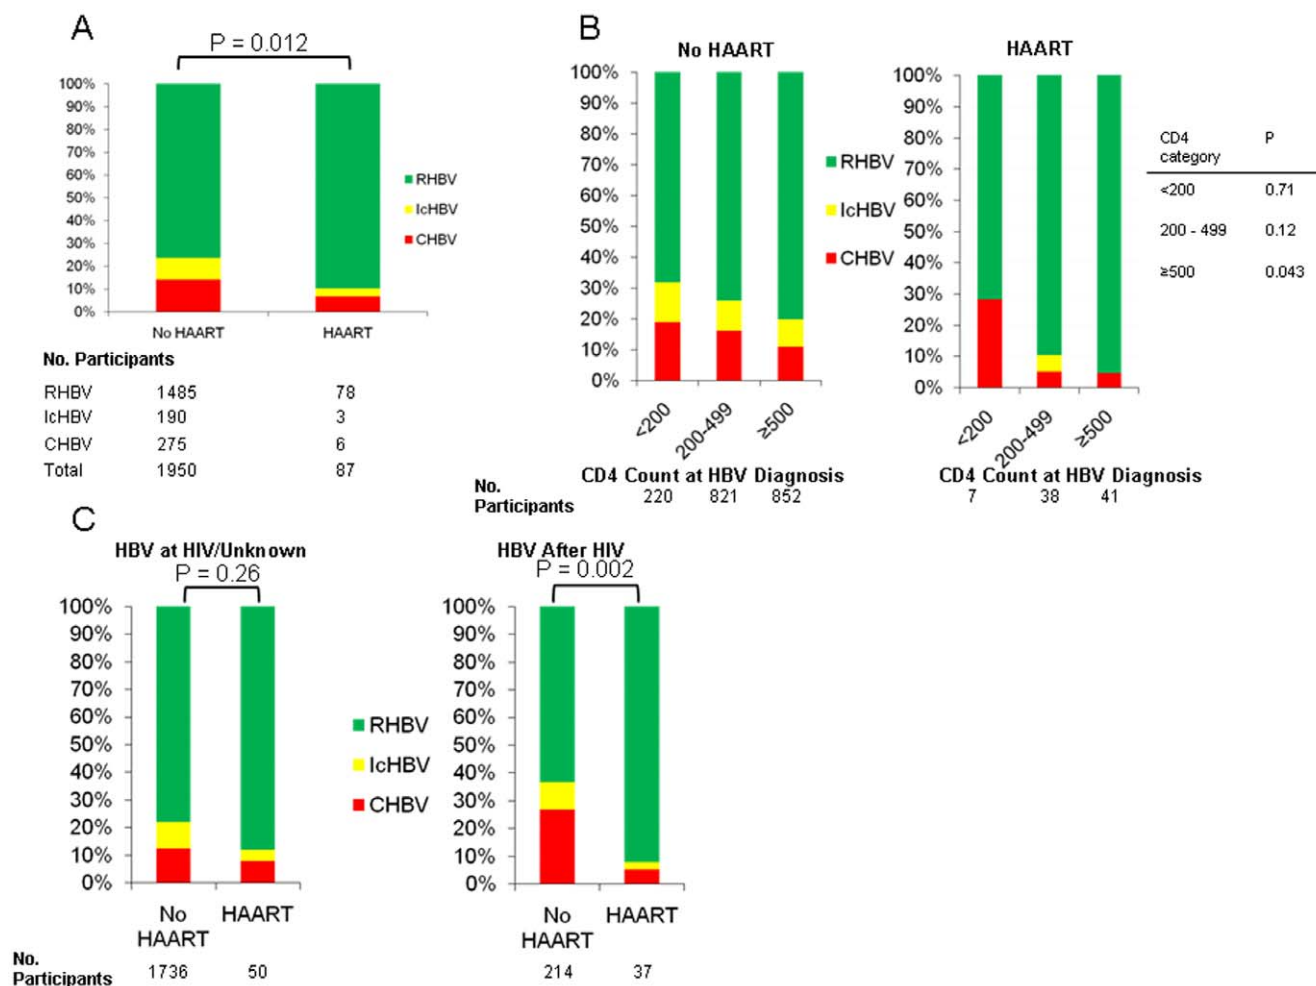 A
P = 0.012
100%
90%
80%
70%
60%
50%
40%
30%
20%
10%
0%
RHBV
IcHBV
CHBV
No HAART HAART
No. Participants
RHBV 1485 78
IcHBV 190 3
CHBV 275 6
Total 1950 87
B
No HAART
100%
90%
80%
70%
60%
50%
40%
30%
20%
10%
0%
<200 200-499 ≥500
CD4 Count at HBV Diagnosis
No.
Participants
220 821 852
RHBV
IcHBV
CHBV
HAART
100%
90%
80%
70%
60%
50%
40%
30%
20%
10%
0%
<200 200-499 ≥500
CD4 Count at HBV Diagnosis
7 38 41
CD4
category P
<200 0.71
200 - 499 0.12
≥500 0.043
C
HBV at HIV/Unknown
P = 0.26
100%
90%
80%
70%
60%
50%
40%
30%
20%
10%
0%
No
HAART
HAART
No.
Participants
1736 50
RHBV
IcHBV
CHBV
HBV After HIV
P = 0.002
100%
90%
80%
70%
60%
50%
40%
30%
20%
10%
0%
No
HAART
HAART
214 37